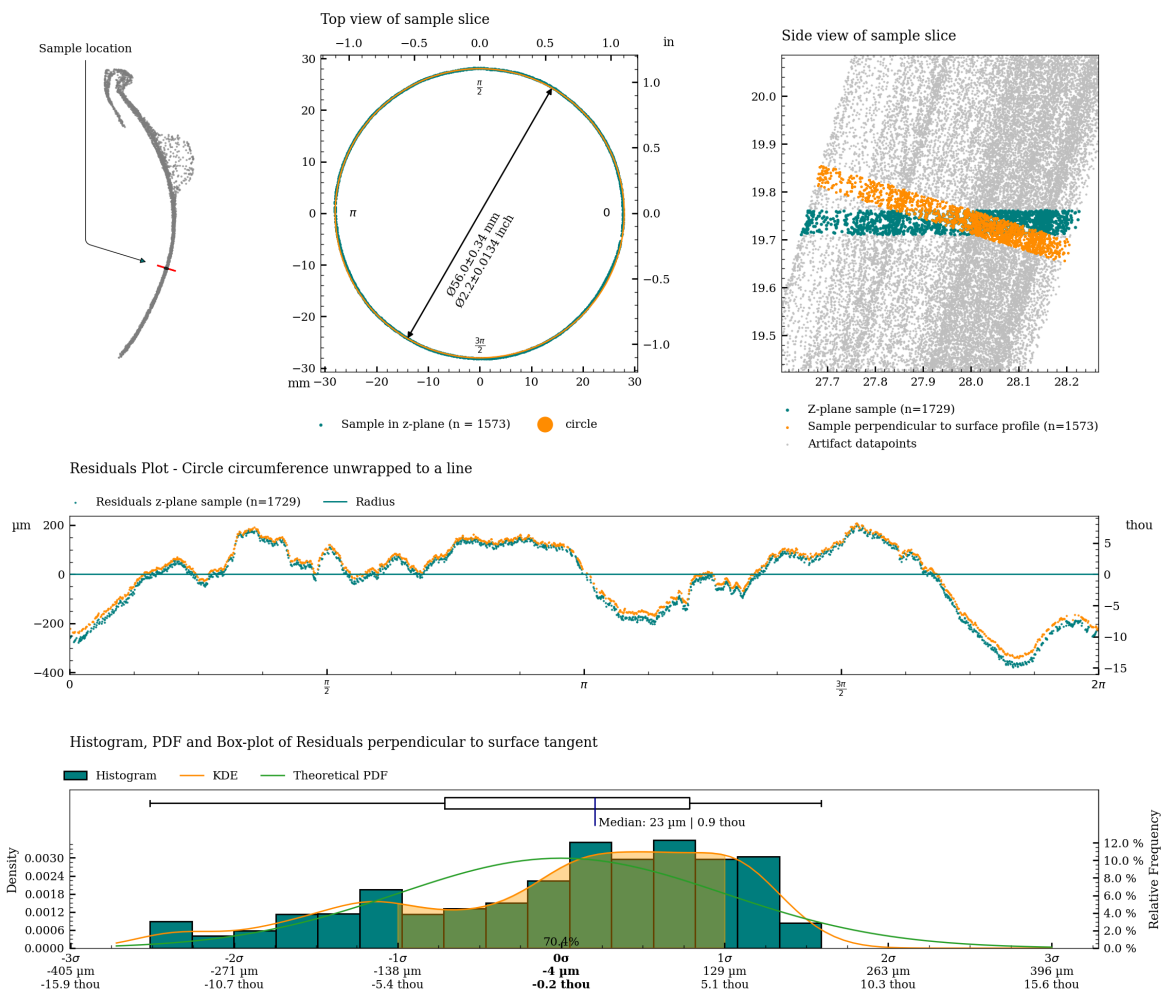 Sample location
Top view of sample slice
−1.0 −0.5 0.0 0.5 1.0 in
30
20
10
0
−10
−20
−30
1.0
0.5
0.0
−0.5
−1.0
π/2
π
0
3π/2
Ø56.0±0.34 mm
Ø2.2±0.0134 inch
mm −30 −20 −10 0 10 20 30
Sample in z-plane (n = 1573) circle
Side view of sample slice
20.0
19.9
19.8
19.7
19.6
19.5
27.7 27.8 27.9 28.0 28.1 28.2
Z-plane sample (n=1729)
Sample perpendicular to surface profile (n=1573)
Artifact datapoints
Residuals Plot - Circle circumference unwrapped to a line
Residuals z-plane sample (n=1729) Radius
µm
200
0
−200
−400
thou
5
0
−5
−10
−15
0 π/2 π 3π/2 2π
Histogram, PDF and Box-plot of Residuals perpendicular to surface tangent
Histogram KDE Theoretical PDF
Median: 23 µm | 0.9 thou
Density
0.0030
0.0024
0.0018
0.0012
0.0006
0.0000
Relative Frequency
12.0 %
10.0 %
8.0 %
6.0 %
4.0 %
2.0 %
0.0 %
70.4%
-3σ -2σ -1σ 0σ 1σ 2σ 3σ
-405 µm -271 µm -138 µm -4 µm 129 µm 263 µm 396 µm
-15.9 thou -10.7 thou -5.4 thou -0.2 thou 5.1 thou 10.3 thou 15.6 thou